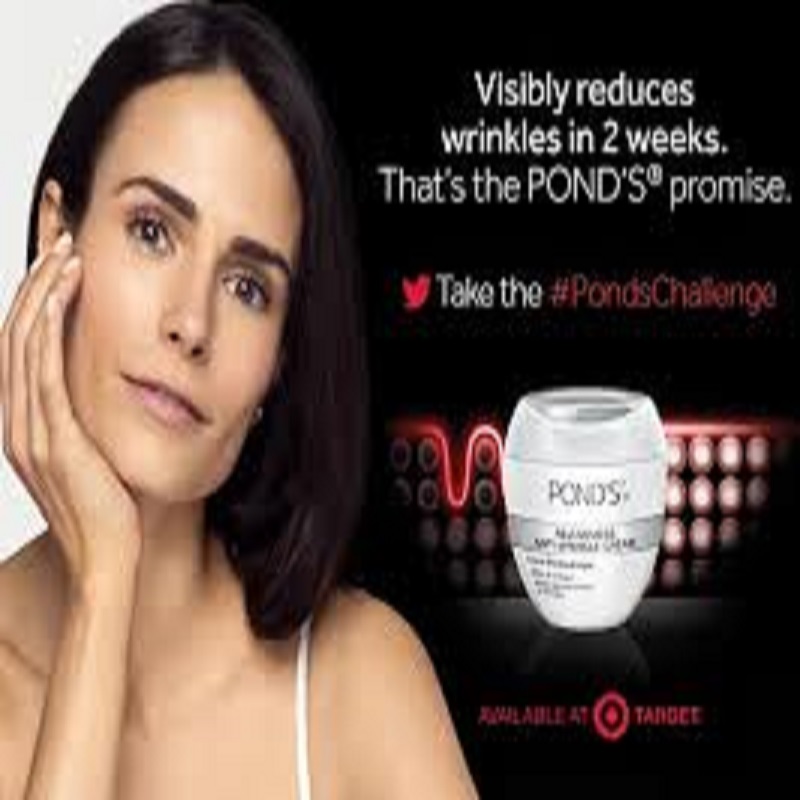 Visibly reduces
wrinkles in 2 weeks.
That's the POND'S® promise.
Take the #PondsChallenge
POND'S
AVAILABLE AT TARGET